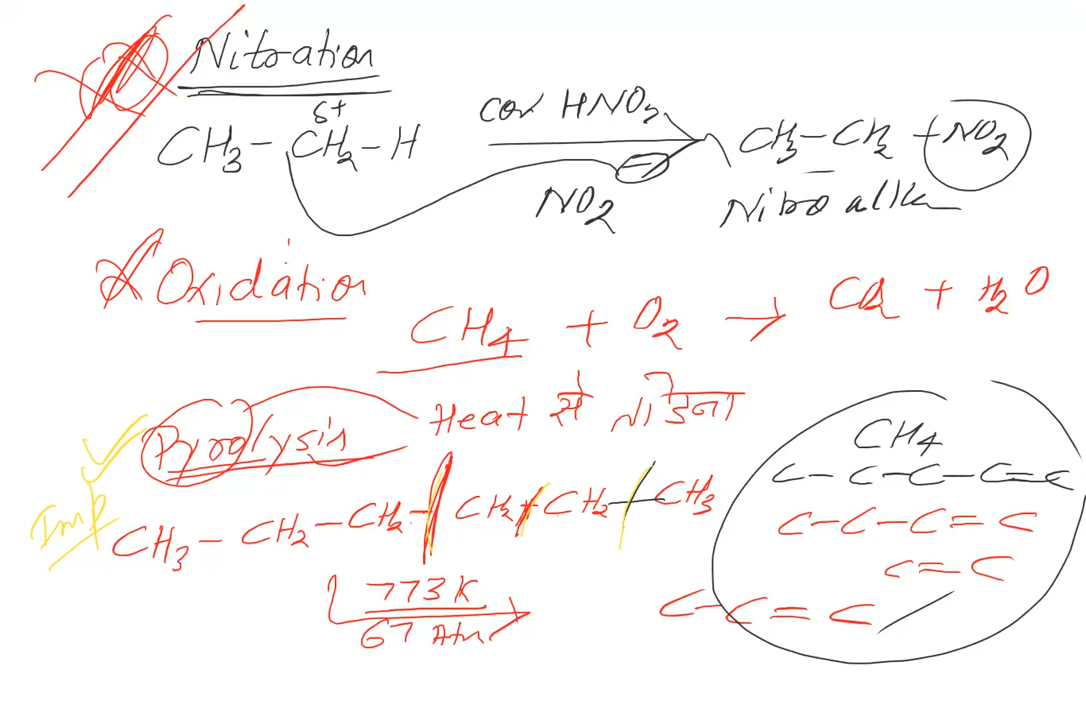 Nitration
δ+
CH3 - CH2 - H con HNO3 CH3 - CH2 + NO2
NO2 - Nitro
Oxidation
CH4 + O2 → CO2 + H2O
Pyrolysis Heat से तोडना
Imp CH3 - CH2 - CH2 - CH2 - CH2 - CH3
773 K
67 Atm
CH4
C - C - C - C = C
C - C - C = C
C = C
C - C = C